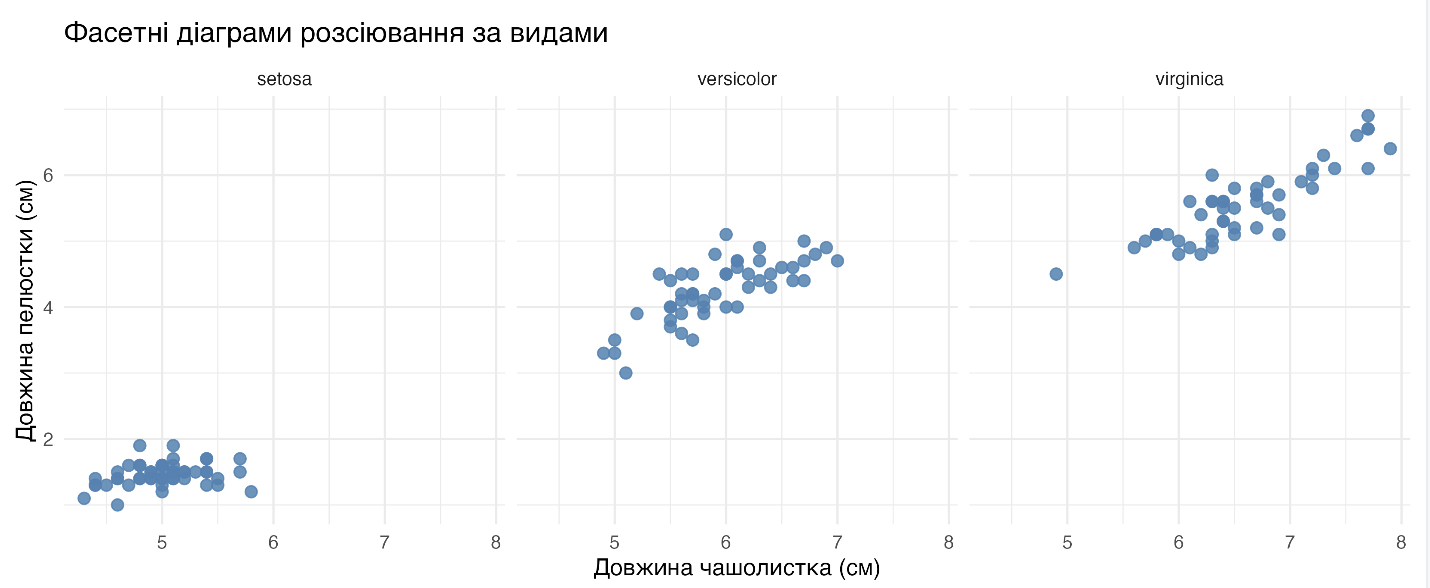 Фасетні діаграми розсіювання за видами
setosa versicolor virginica
6
4
2
5 6 7 8 5 6 7 8 5 6 7 8
Довжина чашолистка (см)
Довжина пелюстки (см)